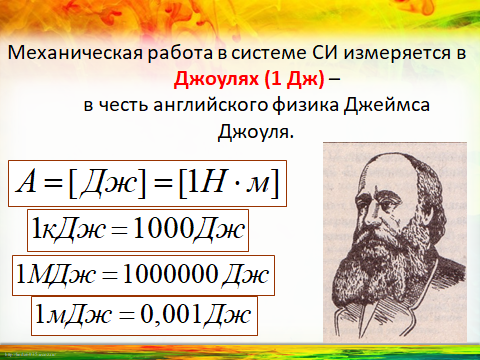 Механическая работа в системе СИ измеряется в
Джоулях (1 Дж) –
в честь английского физика Джеймса
Джоуля.
A = [Дж] = [1Н · м]
1кДж = 1000Дж
1МДж = 1000000 Дж
1мДж = 0,001Дж